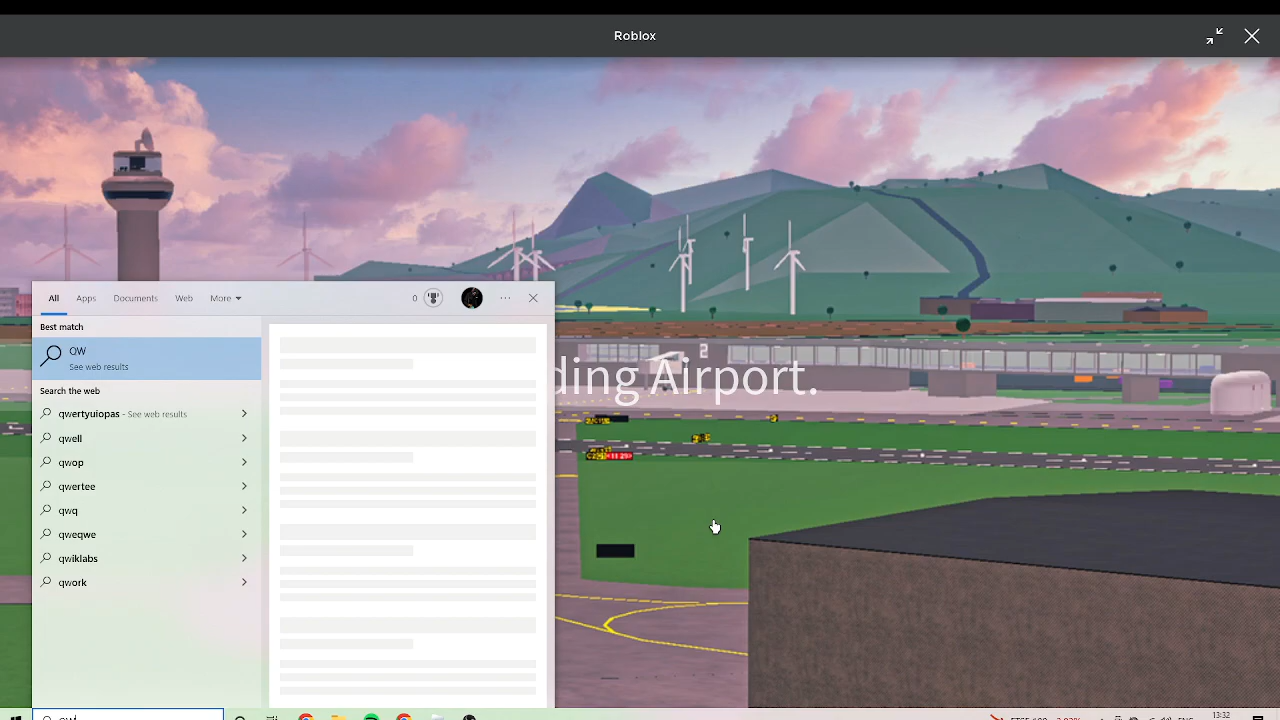 Roblox
All Apps Documents Web More 0
Best match
QW
See web results
Search the web
qwertyuiopas - See web results
qwell
qwop
qwertee
qwq
qweqwe
qwiklabs
qwork
ding Airport.
2
13:32